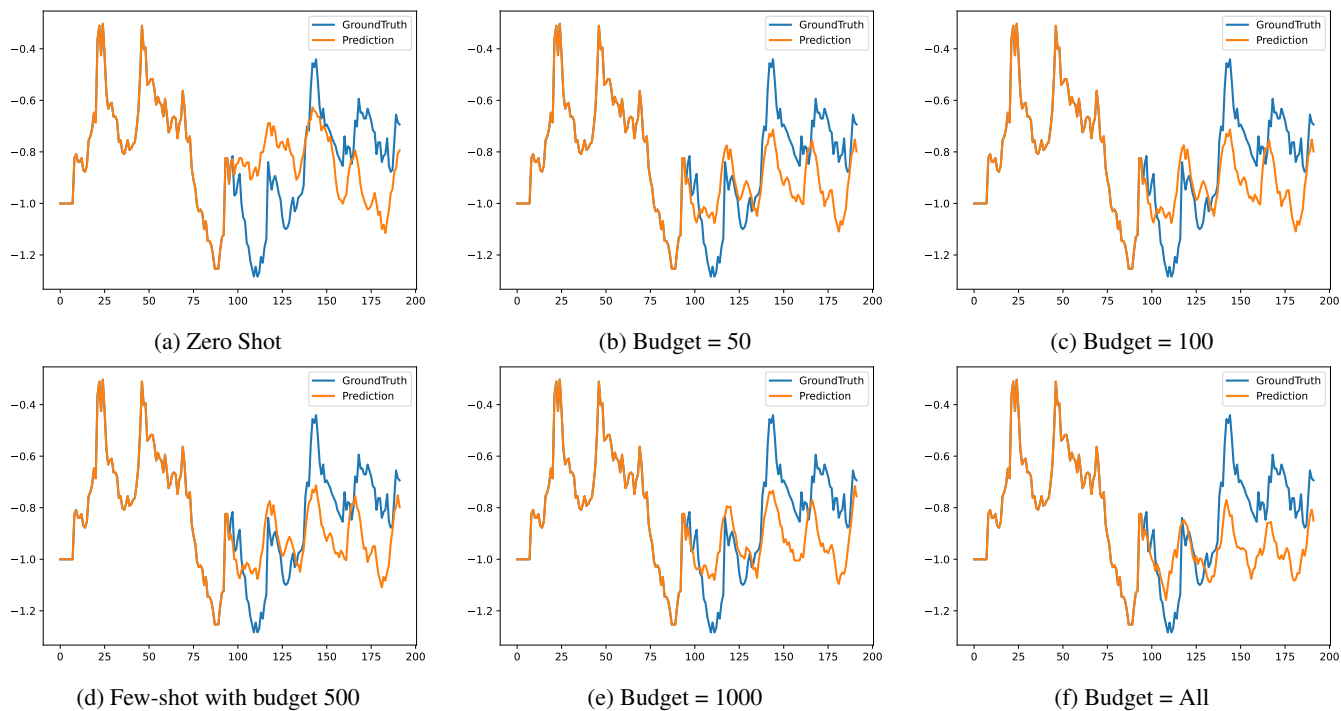 GroundTruth
Prediction
−0.4
−0.6
−0.8
−1.0
−1.2
0 25 50 75 100 125 150 175 200
(a) Zero Shot
GroundTruth
Prediction
−0.4
−0.6
−0.8
−1.0
−1.2
0 25 50 75 100 125 150 175 200
(b) Budget = 50
GroundTruth
Prediction
−0.4
−0.6
−0.8
−1.0
−1.2
0 25 50 75 100 125 150 175 200
(c) Budget = 100
GroundTruth
Prediction
−0.4
−0.6
−0.8
−1.0
−1.2
0 25 50 75 100 125 150 175 200
(d) Few-shot with budget 500
GroundTruth
Prediction
−0.4
−0.6
−0.8
−1.0
−1.2
0 25 50 75 100 125 150 175 200
(e) Budget = 1000
GroundTruth
Prediction
−0.4
−0.6
−0.8
−1.0
−1.2
0 25 50 75 100 125 150 175 200
(f) Budget = All